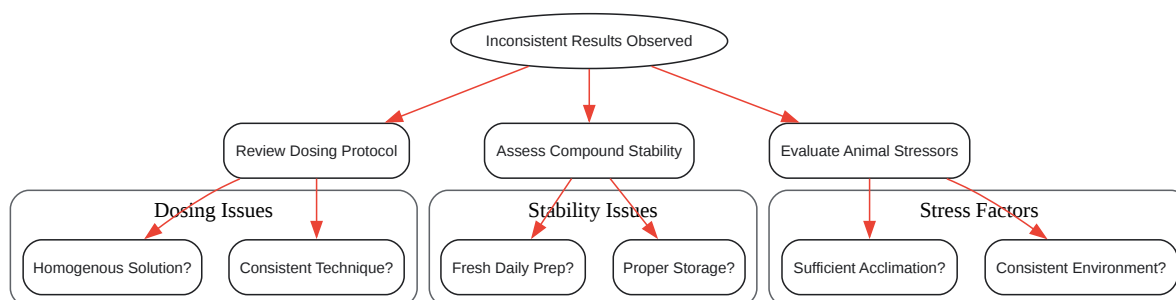 Inconsistent Results Observed
Review Dosing Protocol
Assess Compound Stability
Evaluate Animal Stressors
Dosing Issues
Stability Issues
Stress Factors
Homogenous Solution?
Consistent Technique?
Fresh Daily Prep?
Proper Storage?
Sufficient Acclimation?
Consistent Environment?